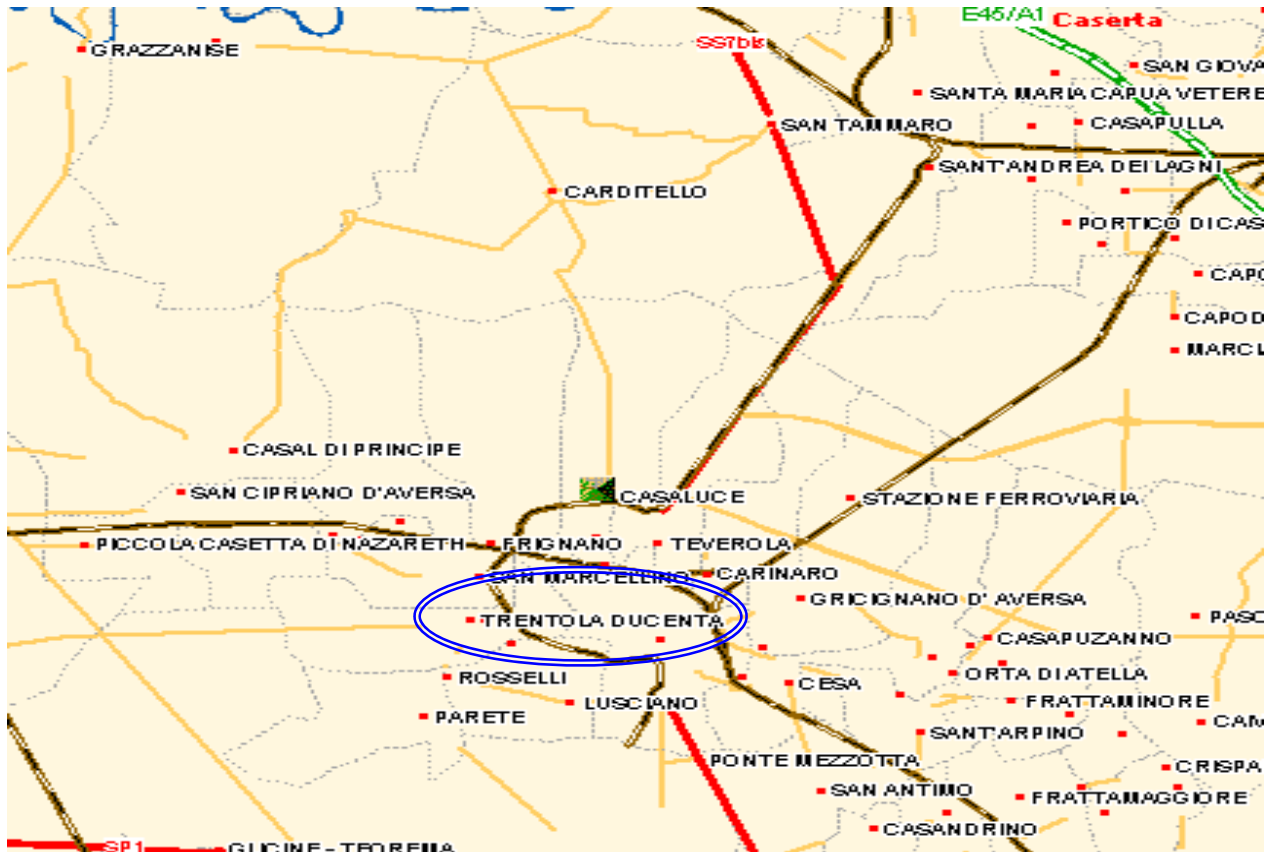 E45/A1 Caserta
SS7bis
GRAZZANISE
SAN GIOVA
SANTA MARIA CAPUA VETERE
SAN TAMMARO
CASAPULLA
SANT'ANDREA DEI LAGNI
CARDITELLO
PORTICO DI CAS
CAPO
CAPO D
MARCI
CASAL DI PRINCIPE
SAN CIPRIANO D'AVERSA
CASALUCE
STAZIONE FERROVIARIA
PICCOLA CASETTA DI NAZARETH
FRIGNANO
TEVEROLA
SAN MARCELLINO
CARINARO
GRICIGNANO D' AVERSA
TRENTOLA DUCENTA
PASC
CASAPUZANNO
ROSSELLI
CESA
ORTA DI ATELLA
LUSCIANO
FRATTAMINORE
PARETE
CAM
SANT'ARPINO
PONTE MEZZOTTA
CRISPA
SAN ANTIMO
FRATTAMAGGIORE
CASANDRINO
SP1
GLICINE - TEOREMA